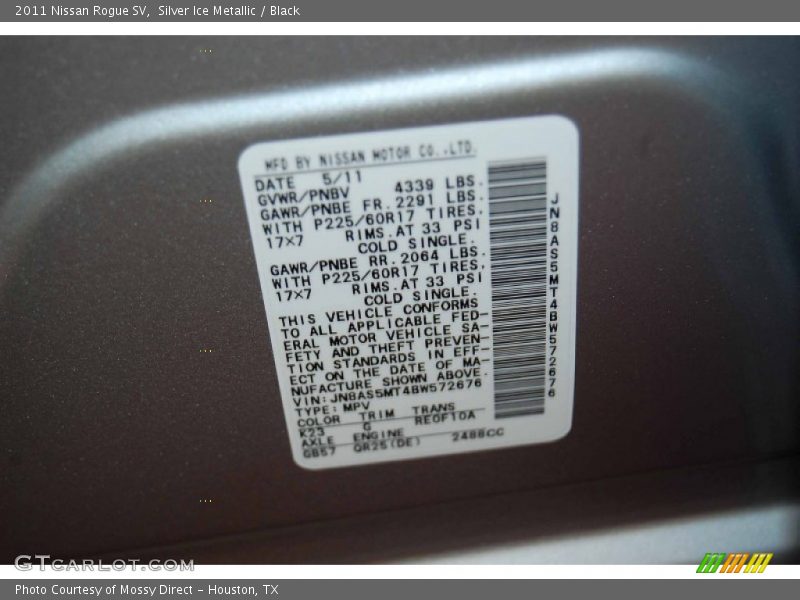 2011 Nissan Rogue SV,  Silver Ice Metallic / Black
MFD BY NISSAN MOTOR CO.,LTD.
DATE 5/11
GVWR/PNBV 4339 LBS.
GAWR/PNBE FR. 2291 LBS.
WITH P225/60R17 TIRES,
17×7 RIMS.AT 33 PSI
COLD SINGLE.
GAWR/PNBE RR. 2064 LBS.
WITH P225/60R17 TIRES,
17×7 RIMS.AT 33 PSI
COLD SINGLE.
THIS VEHICLE CONFORMS
TO ALL APPLICABLE FED-
ERAL MOTOR VEHICLE SA-
FETY AND THEFT PREVEN-
TION STANDARDS IN EFF-
ECT ON THE DATE OF MA-
NUFACTURE SHOWN ABOVE.
VIN:JN8AS5MT4BW572676
TYPE:MPV
COLOR TRIM TRANS
K23 G RE0F10A
AXLE ENGINE
GB57 QR25(DE) 2488CC
JN8AS5MT4BW572676
GTcarlot.com
Photo Courtesy of Mossy Direct – Houston, TX